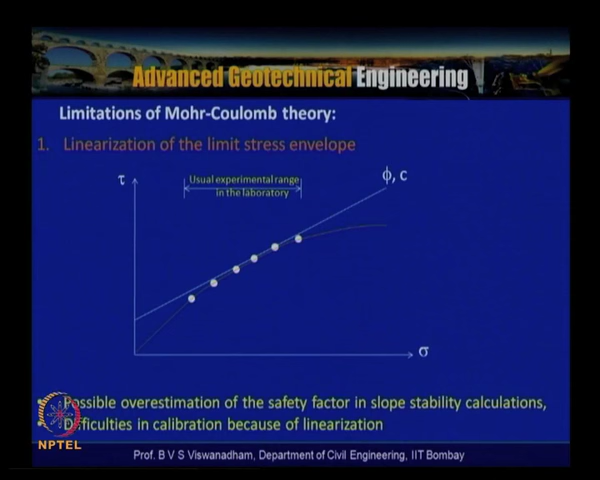 Advanced Geotechnical Engineering
Limitations of Mohr-Coulomb theory:
1. Linearization of the limit stress envelope
τ
Usual experimental range
in the laboratory
ϕ, c
σ
Possible overestimation of the safety factor in slope stability calculations,
Difficulties in calibration because of linearization
NPTEL
Prof. B V S Viswanadham, Department of Civil Engineering, IIT Bombay